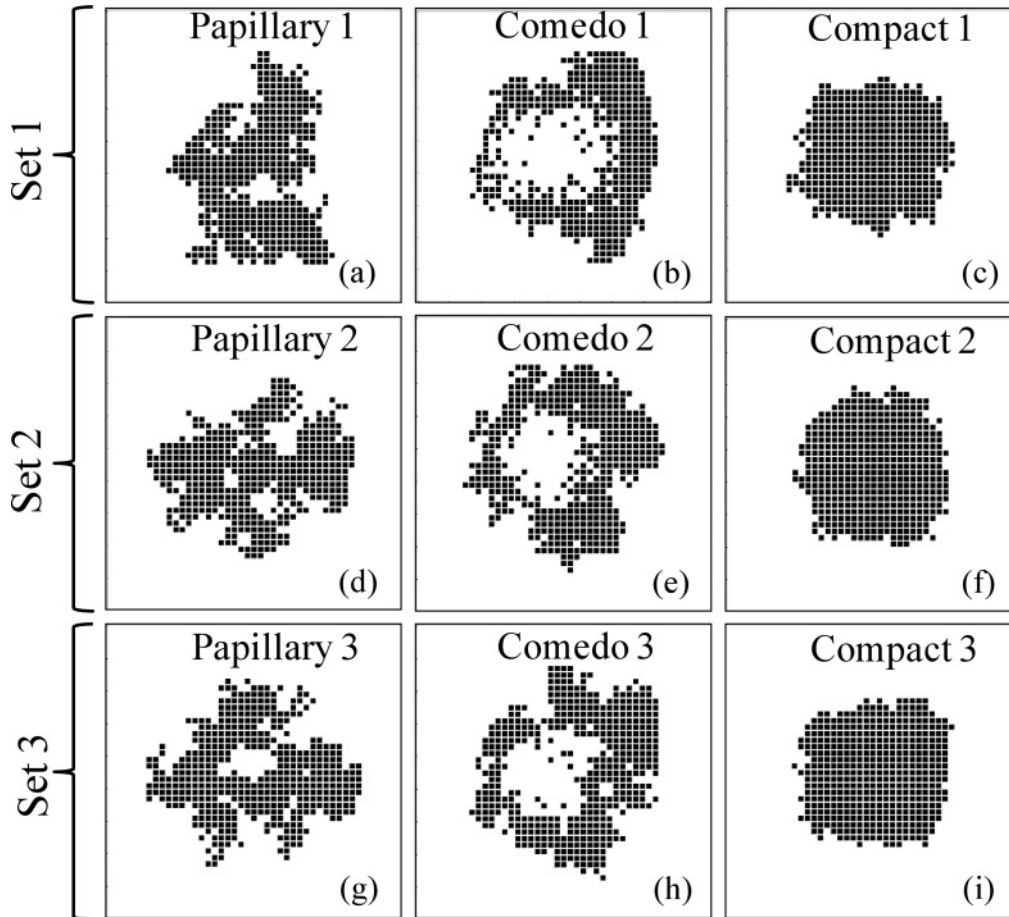 Set 1
Papillary 1
Comedo 1
Compact 1
(a)
(b)
(c)
Set 2
Papillary 2
Comedo 2
Compact 2
(d)
(e)
(f)
Set 3
Papillary 3
Comedo 3
Compact 3
(g)
(h)
(i)